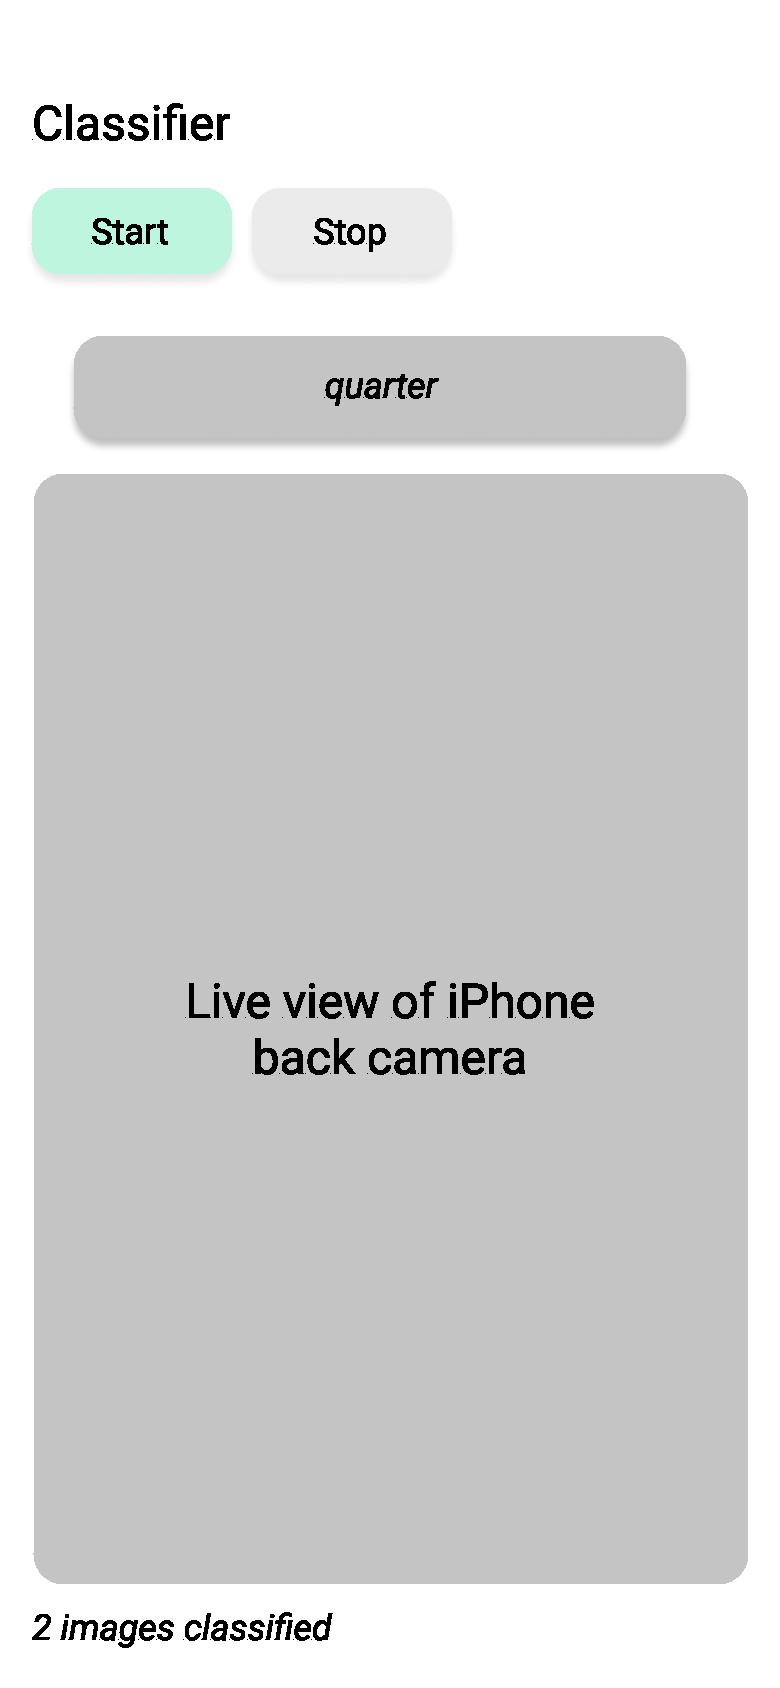 Classifier
Start Stop
quarter
Live view of iPhone
back camera
2 images classified